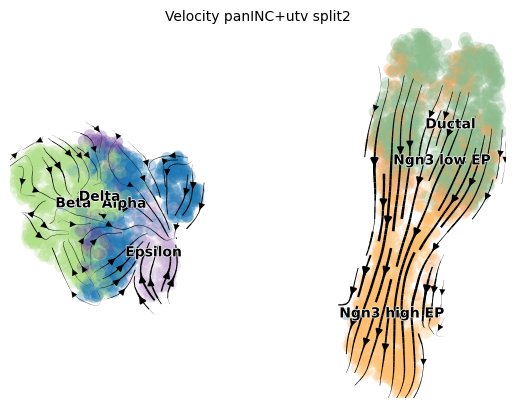 Velocity panINC+utv split2
Ductal
Ngn3 low EP
Delta
Beta Alpha
Epsilon
Ngn3 high EP